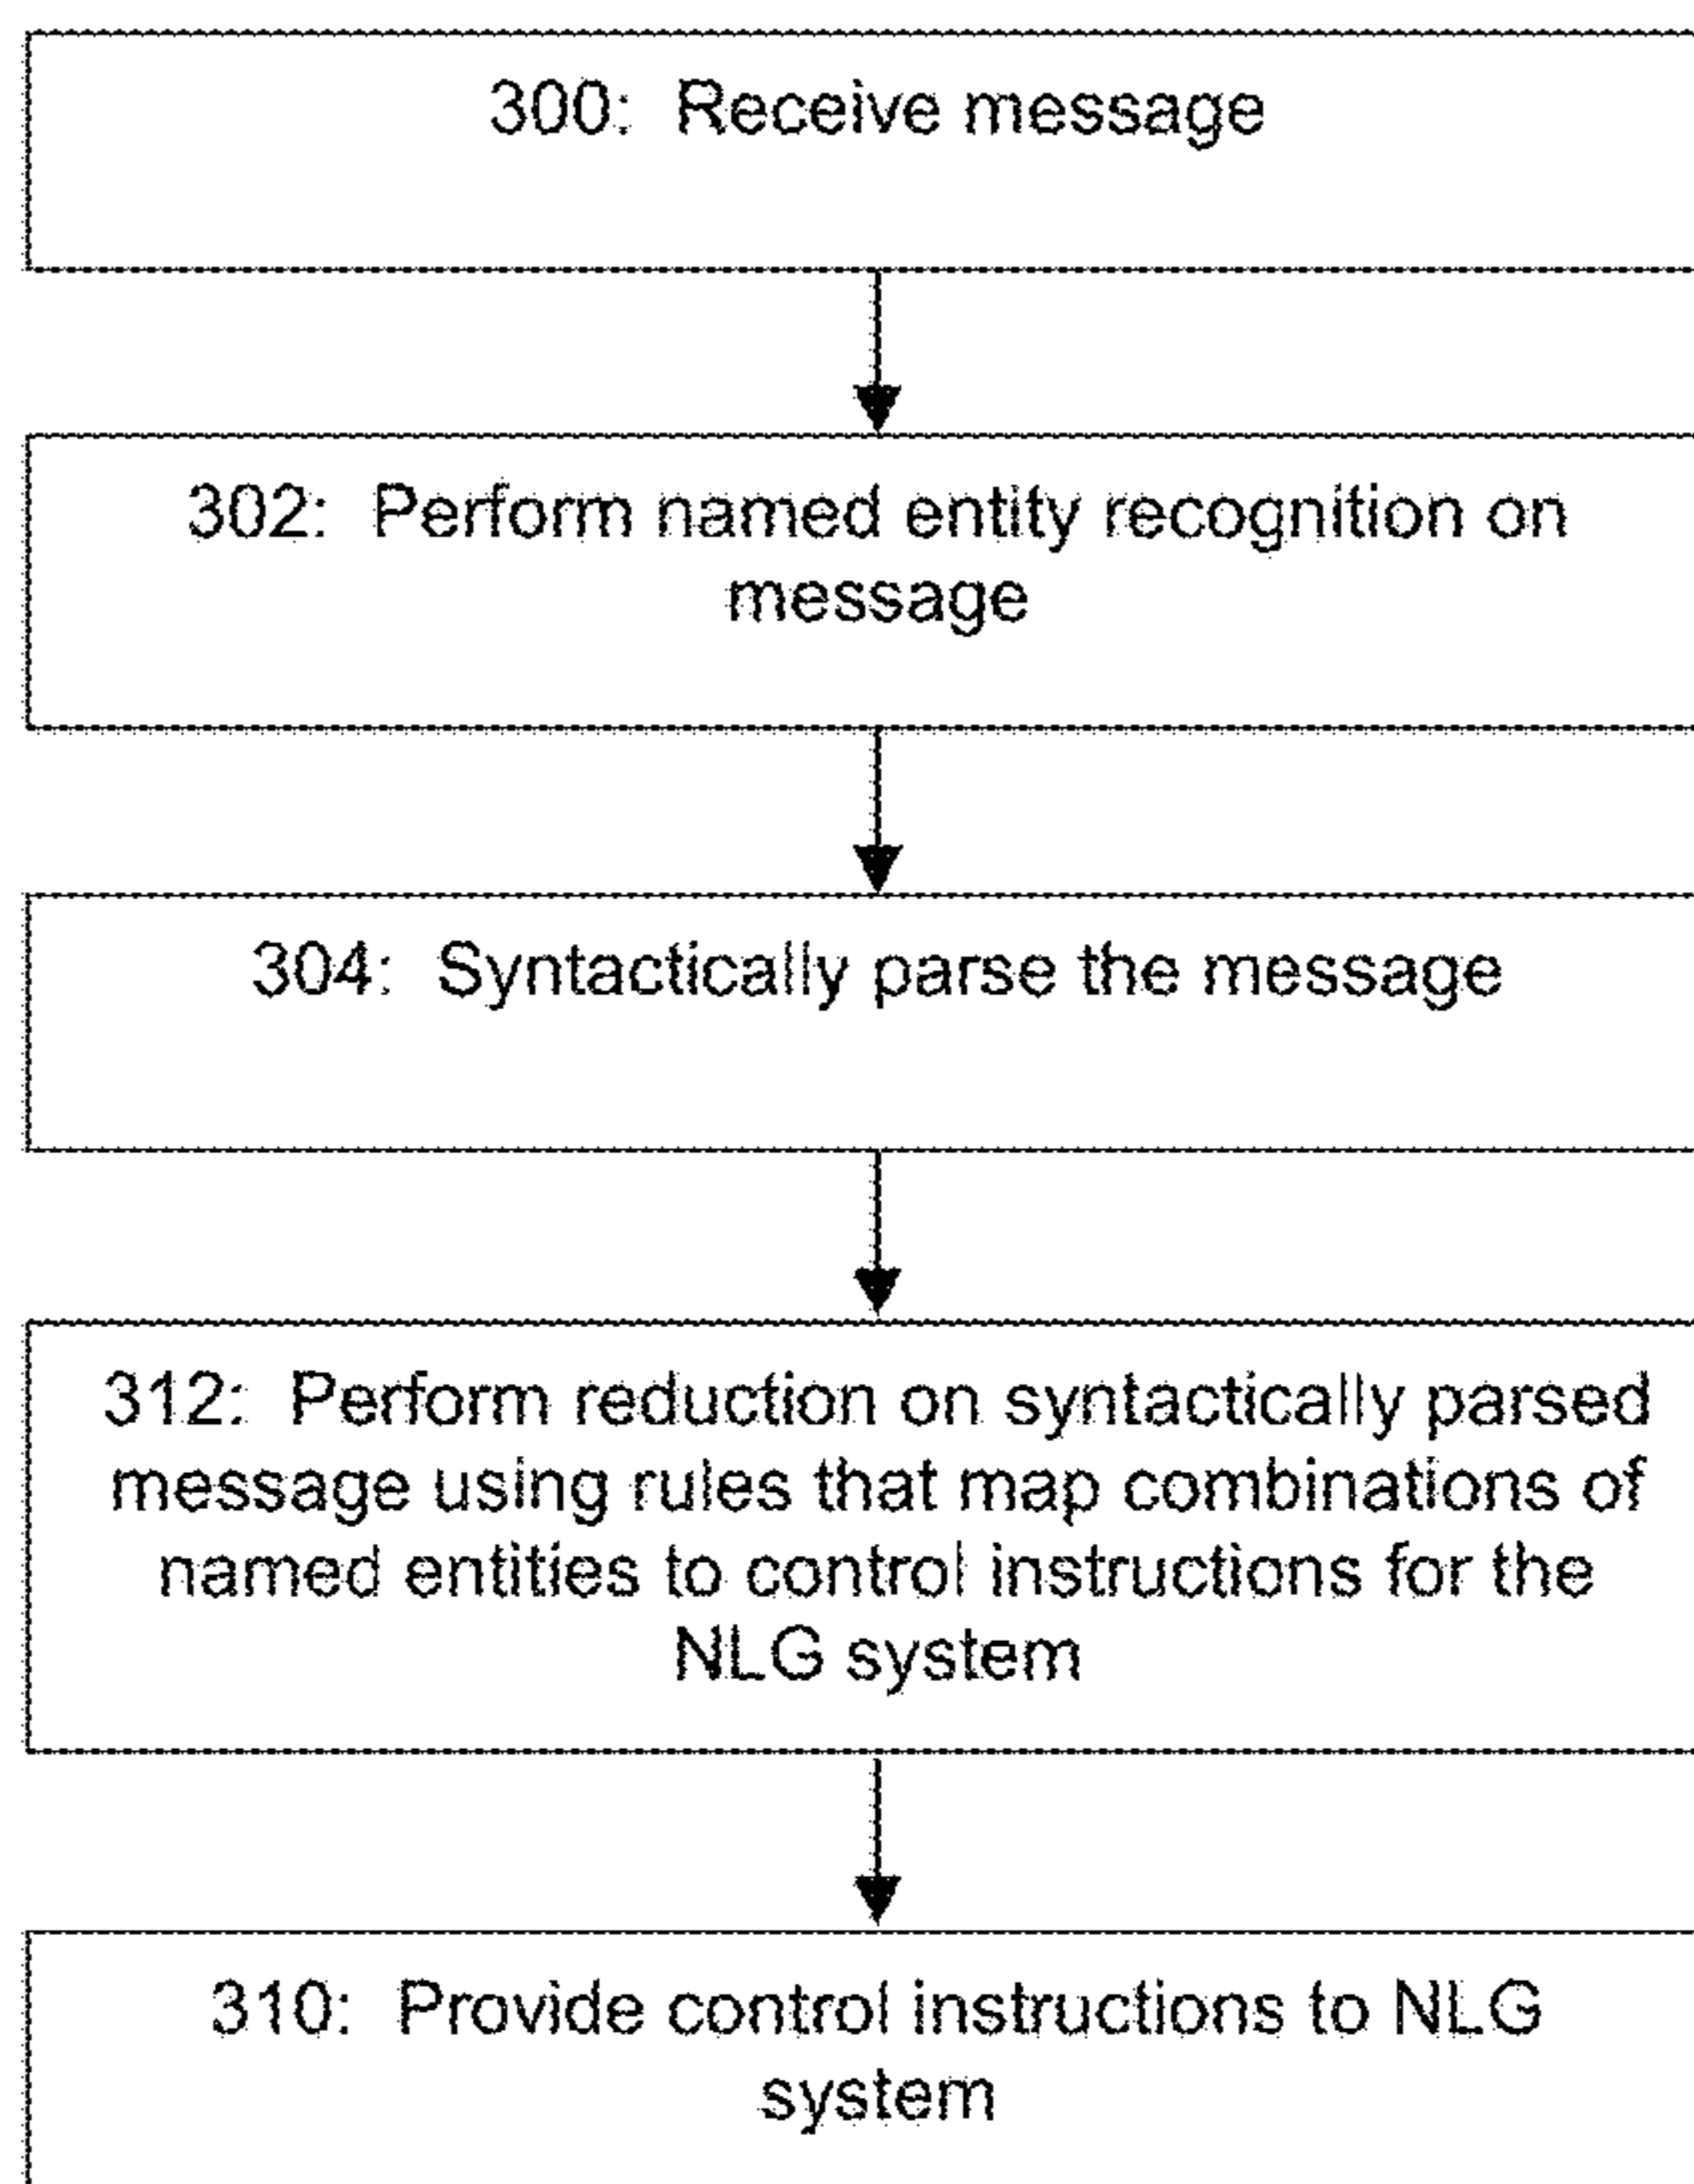 300: Receive message
302: Perform named entity recognition on
message
304: Syntactically parse the message
312: Perform reduction on syntactically parsed
message using rules that map combinations of
named entities to control instructions for the
NLG system
310: Provide control instructions to NLG
system